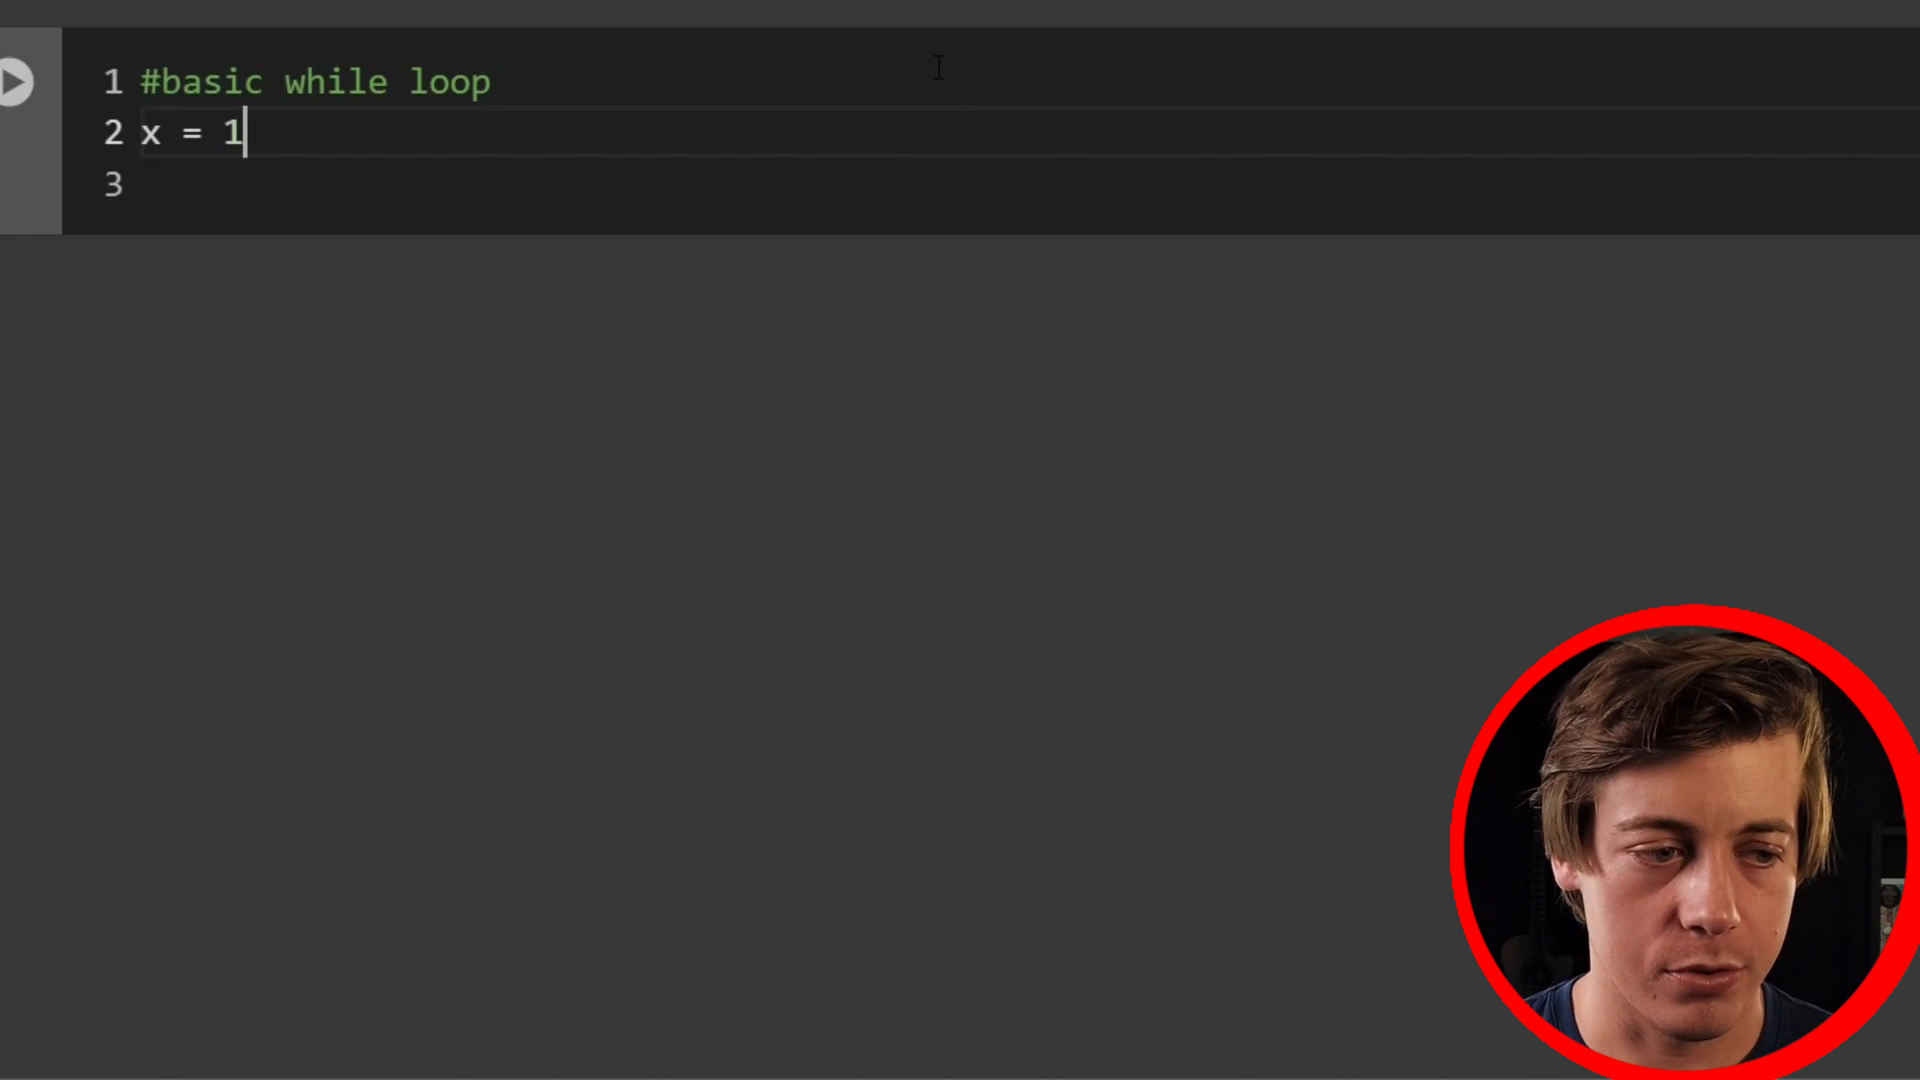 1 #basic while loop
2 x = 1
3